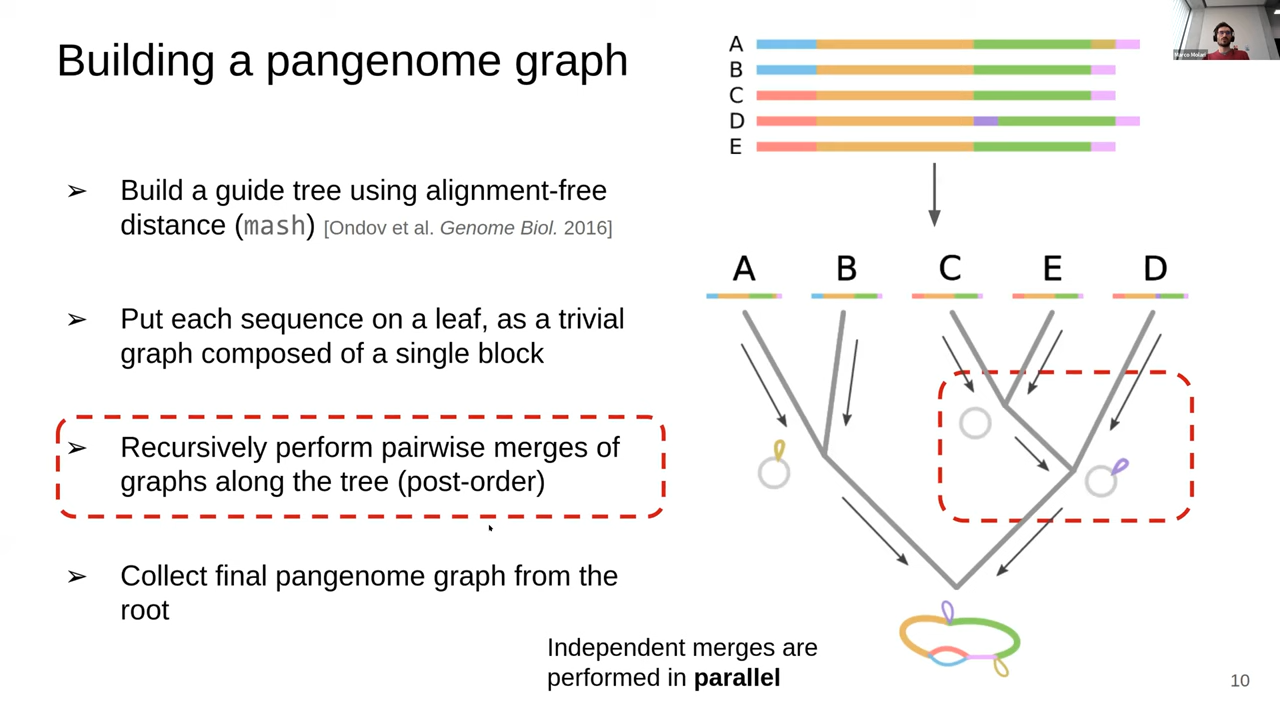 Building a pangenome graph
➢ Build a guide tree using alignment-free
distance (mash) [Ondov et al. Genome Biol. 2016]
➢ Put each sequence on a leaf, as a trivial
graph composed of a single block
➢ Recursively perform pairwise merges of
graphs along the tree (post-order)
➢ Collect final pangenome graph from the
root
Independent merges are
performed in parallel
A
B
C
D
E
A B C E D
Marco Molari
10